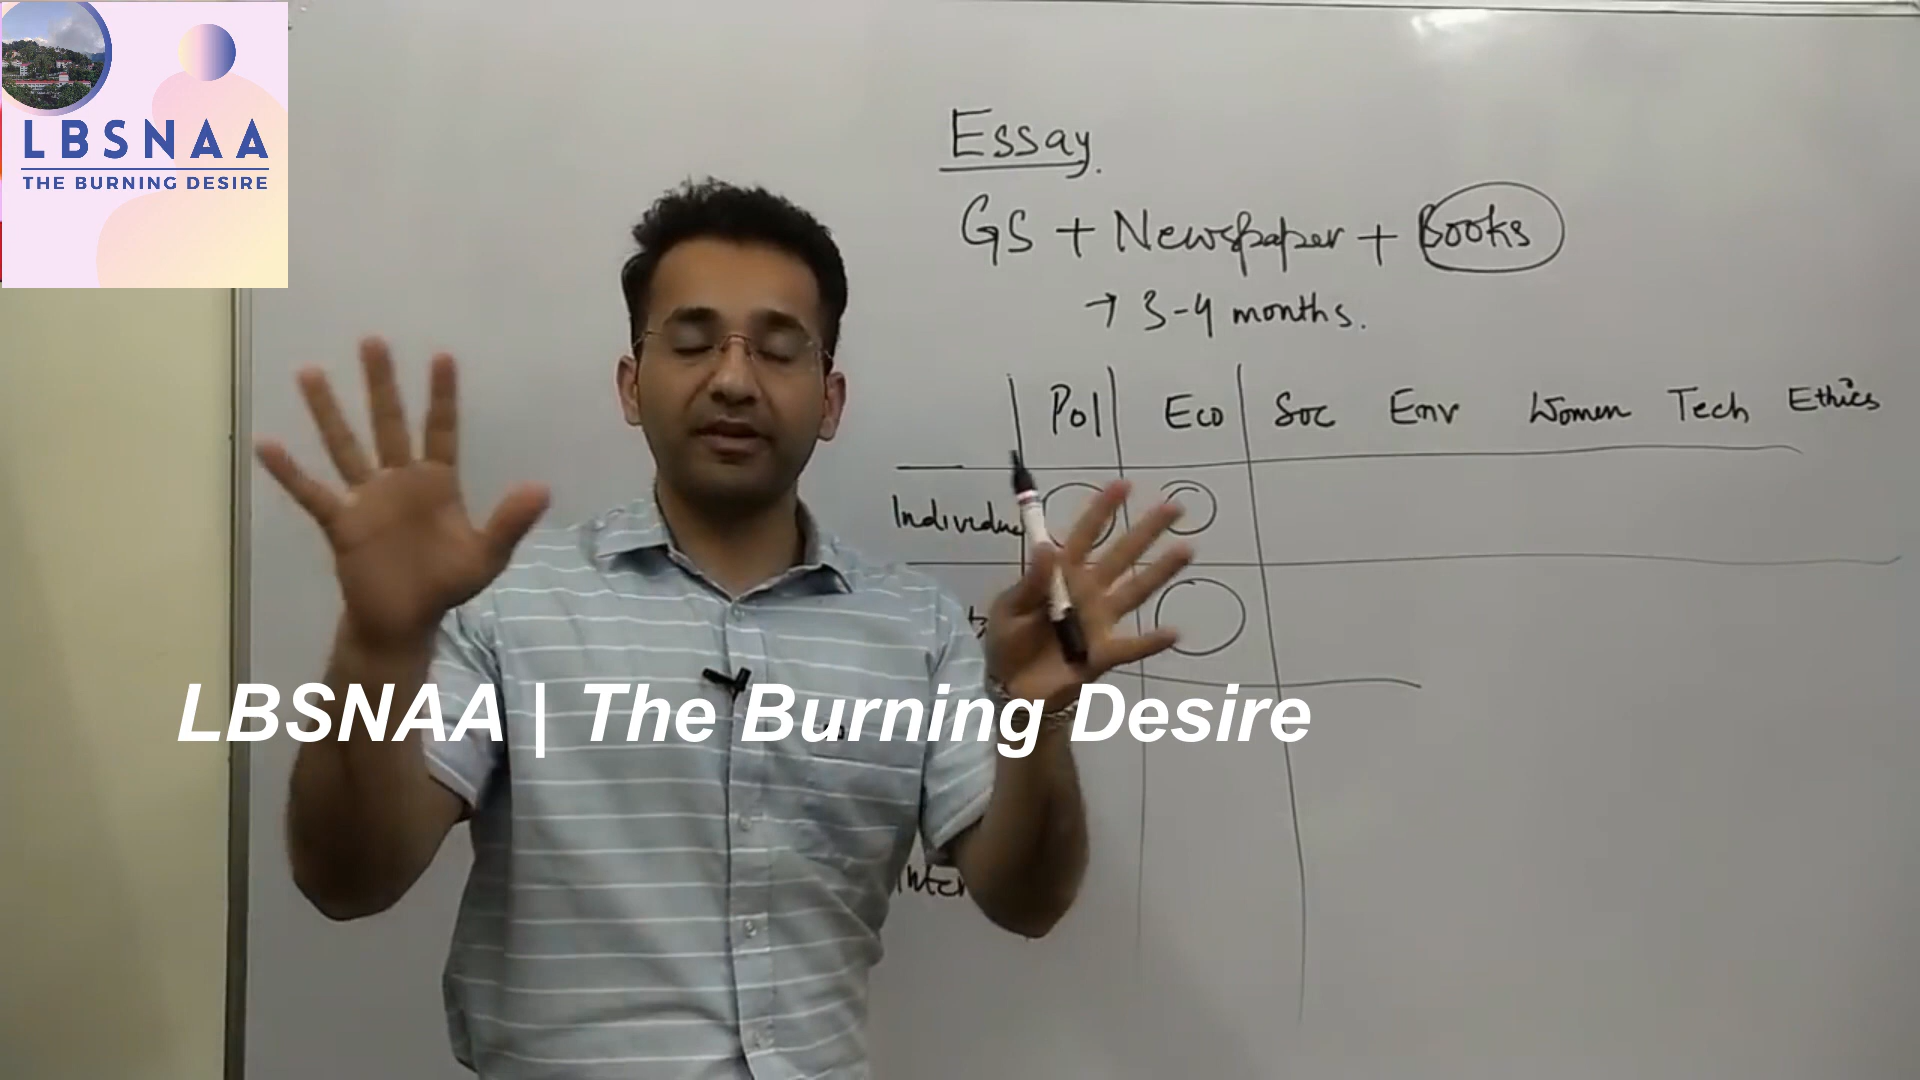 LBSNAA
THE BURNING DESIRE
Essay.
GS + Newspaper + Books
→ 3-4 months.
Pol Eco Soc Env Women Tech Ethics
LBSNAA | The Burning Desire